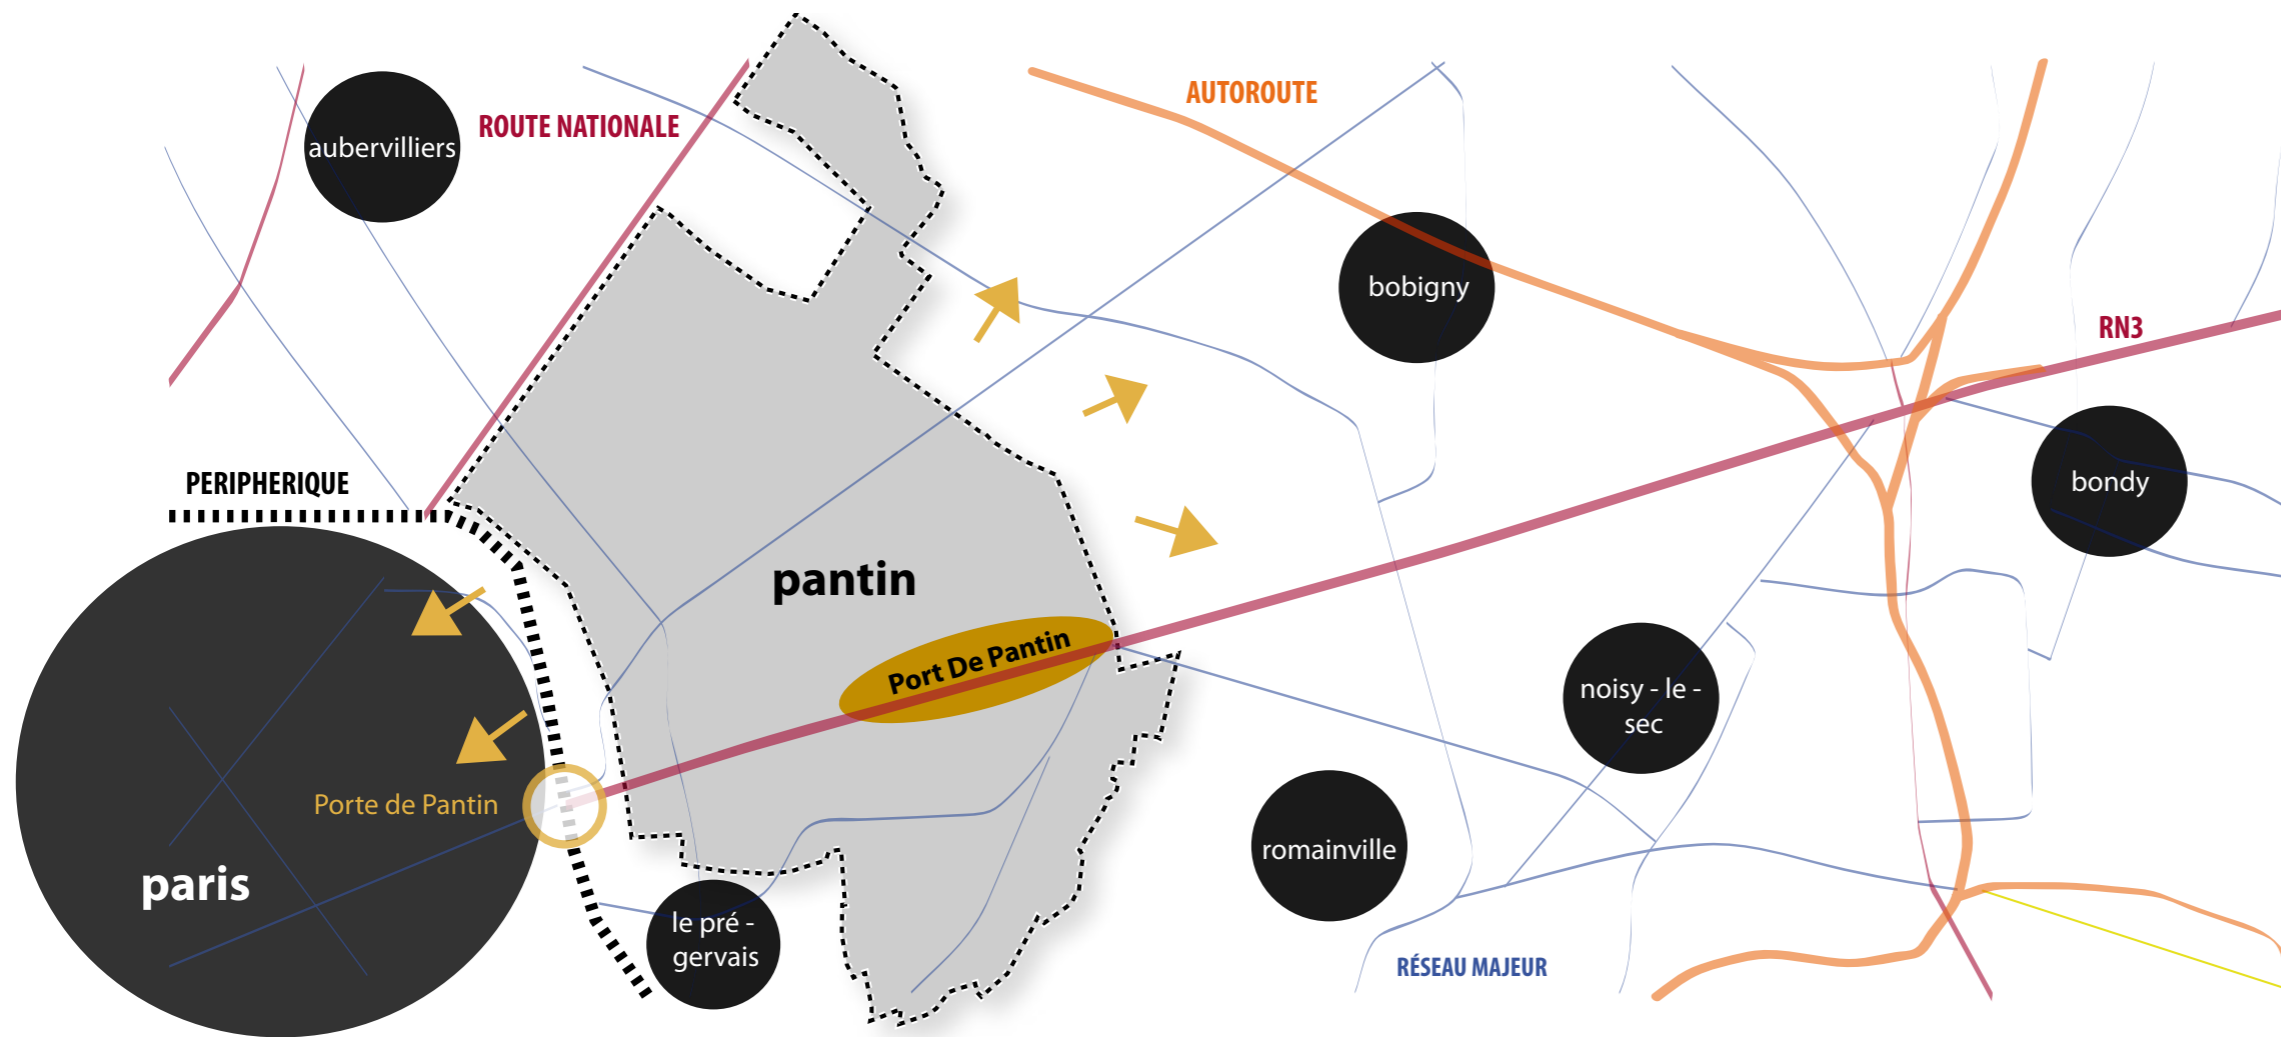 AUTOROUTE
ROUTE NATIONALE
aubervilliers
bobigny
RN3
PERIPHERIQUE
bondy
pantin
Port De Pantin
noisy - le -
sec
Porte de Pantin
romainville
paris
le pré -
gervais
RÉSEAU MAJEUR